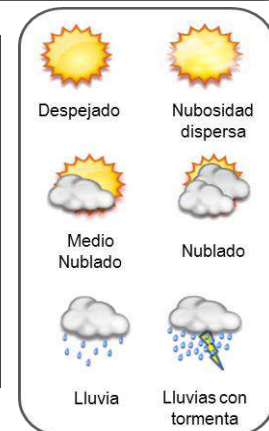 Despejado
Nubosidad
dispersa
Medio
Nublado
Nublado
Lluvia
Lluvias con
tormenta